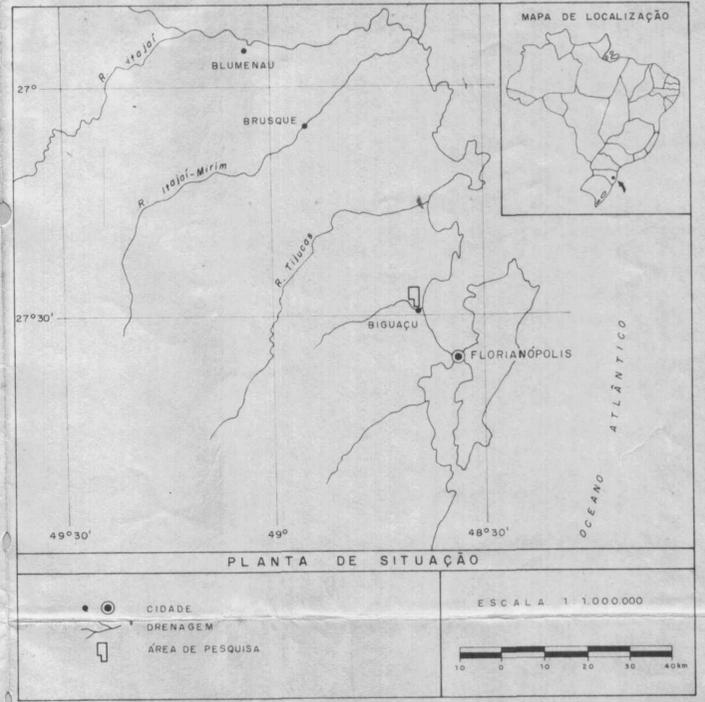 MAPA DE LOCALIZAÇÃO
R. Itajaí
BLUMENAU
27°
BRUSQUE
R Itajaí-Mirim
R. Tijucas
27°30'
BIGUAÇU
FLORIANÓPOLIS
OCEANO ATLÂNTICO
49°30'
49°
48°30'
PLANTA DE SITUAÇÃO
CIDADE
DRENAGEM
ÁREA DE PESQUISA
ESCALA 1:1.000.000
10 0 10 20 30 40km